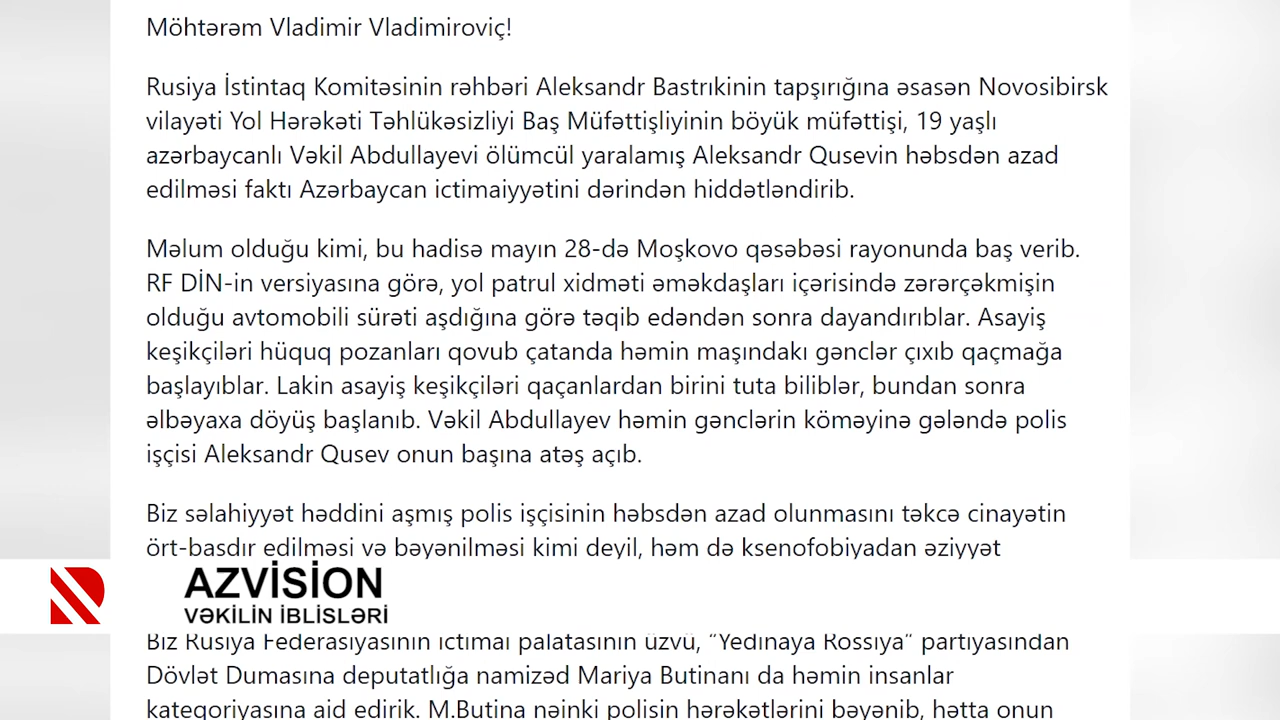 Möhtərəm Vladimir Vladimiroviç!
Rusiya İstintaq Komitəsinin rəhbəri Aleksandr Bastrıkinin tapşırığına əsasən Novosibirsk
vilayəti Yol Hərəkəti Təhlükəsizliyi Baş Müfəttişliyinin böyük müfəttişi, 19 yaşlı
azərbaycanlı Vəkil Abdullayevi ölümcül yaralamış Aleksandr Qusevin həbsdən azad
edilməsi faktı Azərbaycan ictimaiyyətini dərindən hiddətləndirib.
Məlum olduğu kimi, bu hadisə mayın 28-də Moşkovo qəsəbəsi rayonunda baş verib.
RF DİN-in versiyasına görə, yol patrul xidməti əməkdaşları içərisində zərərçəkmişin
olduğu avtomobili sürəti aşdığına görə təqib edəndən sonra dayandırıblar. Asayiş
keşikçiləri hüquq pozanları qovub çatanda həmin maşındakı gənclər çıxıb qaçmağa
başlayıblar. Lakin asayiş keşikçiləri qaçanlardan birini tuta biliblər, bundan sonra
əlbəyaxa döyüş başlanıb. Vəkil Abdullayev həmin gənclərin köməyinə gələndə polis
işçisi Aleksandr Qusev onun başına atəş açıb.
Biz səlahiyyət həddini aşmış polis işçisinin həbsdən azad olunmasını təkcə cinayətin
ört-basdır edilməsi və bəyənilməsi kimi deyil, həm də ksenofobiyadan əziyyət
AZVİSİON
VƏKİLİN İBLİSLƏRİ
Biz Rusiya Federasiyasının ictimai palatasının üzvü, “Yedinaya Rossiya” partiyasından
Dövlət Dumasına deputatlığa namizəd Mariya Butinanı da həmin insanlar
kateqoriyasına aid edirik. M.Butina nəinki polisin hərəkətlərini bəyənib, hətta onun